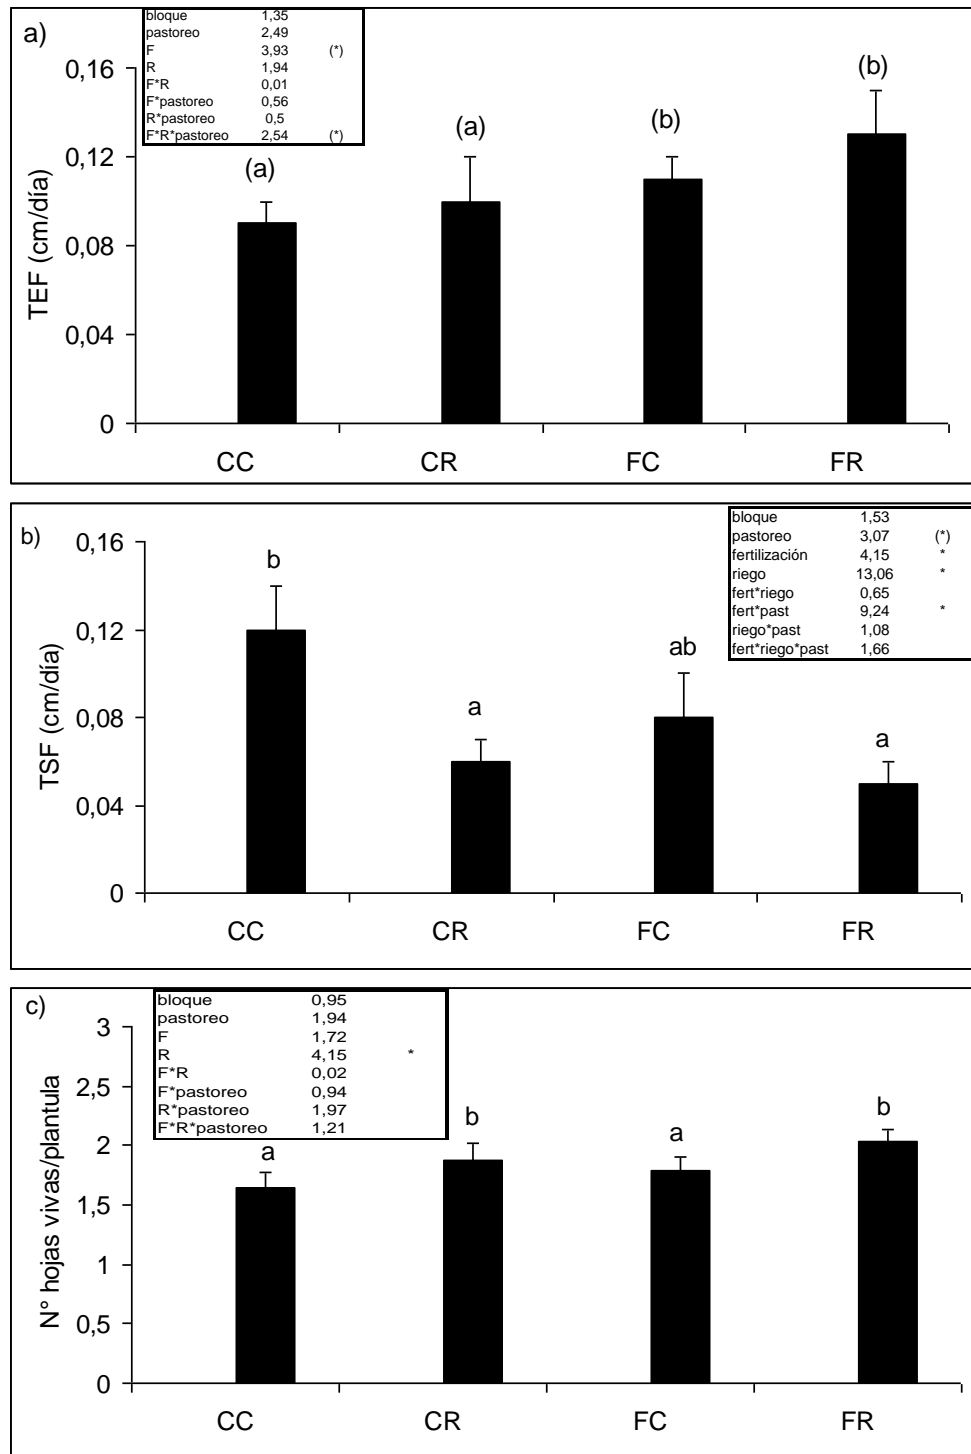 a)
bloque 1,35
pastoreo 2,49
F 3,93 (*)
R 1,94
F*R 0,01
F*pastoreo 0,56
R*pastoreo 0,5
F*R*pastoreo 2,54 (*)
TEF (cm/día)
0,16
0,12
0,08
0,04
0
(a)
(a)
(b)
(b)
CC CR FC FR
b)
bloque 1,53
pastoreo 3,07 (*)
fertilización 4,15 *
riego 13,06 *
fert*riego 0,65
fert*past 9,24 *
riego*past 1,08
fert*riego*past 1,66
TSF (cm/día)
0,16
0,12
0,08
0,04
0
b
a
ab
a
CC CR FC FR
c)
bloque 0,95
pastoreo 1,94
F 1,72
R 4,15 *
F*R 0,02
F*pastoreo 0,94
R*pastoreo 1,97
F*R*pastoreo 1,21
N° hojas vivas/plantula
3
2,5
2
1,5
1
0,5
0
a
b
a
b
CC CR FC FR